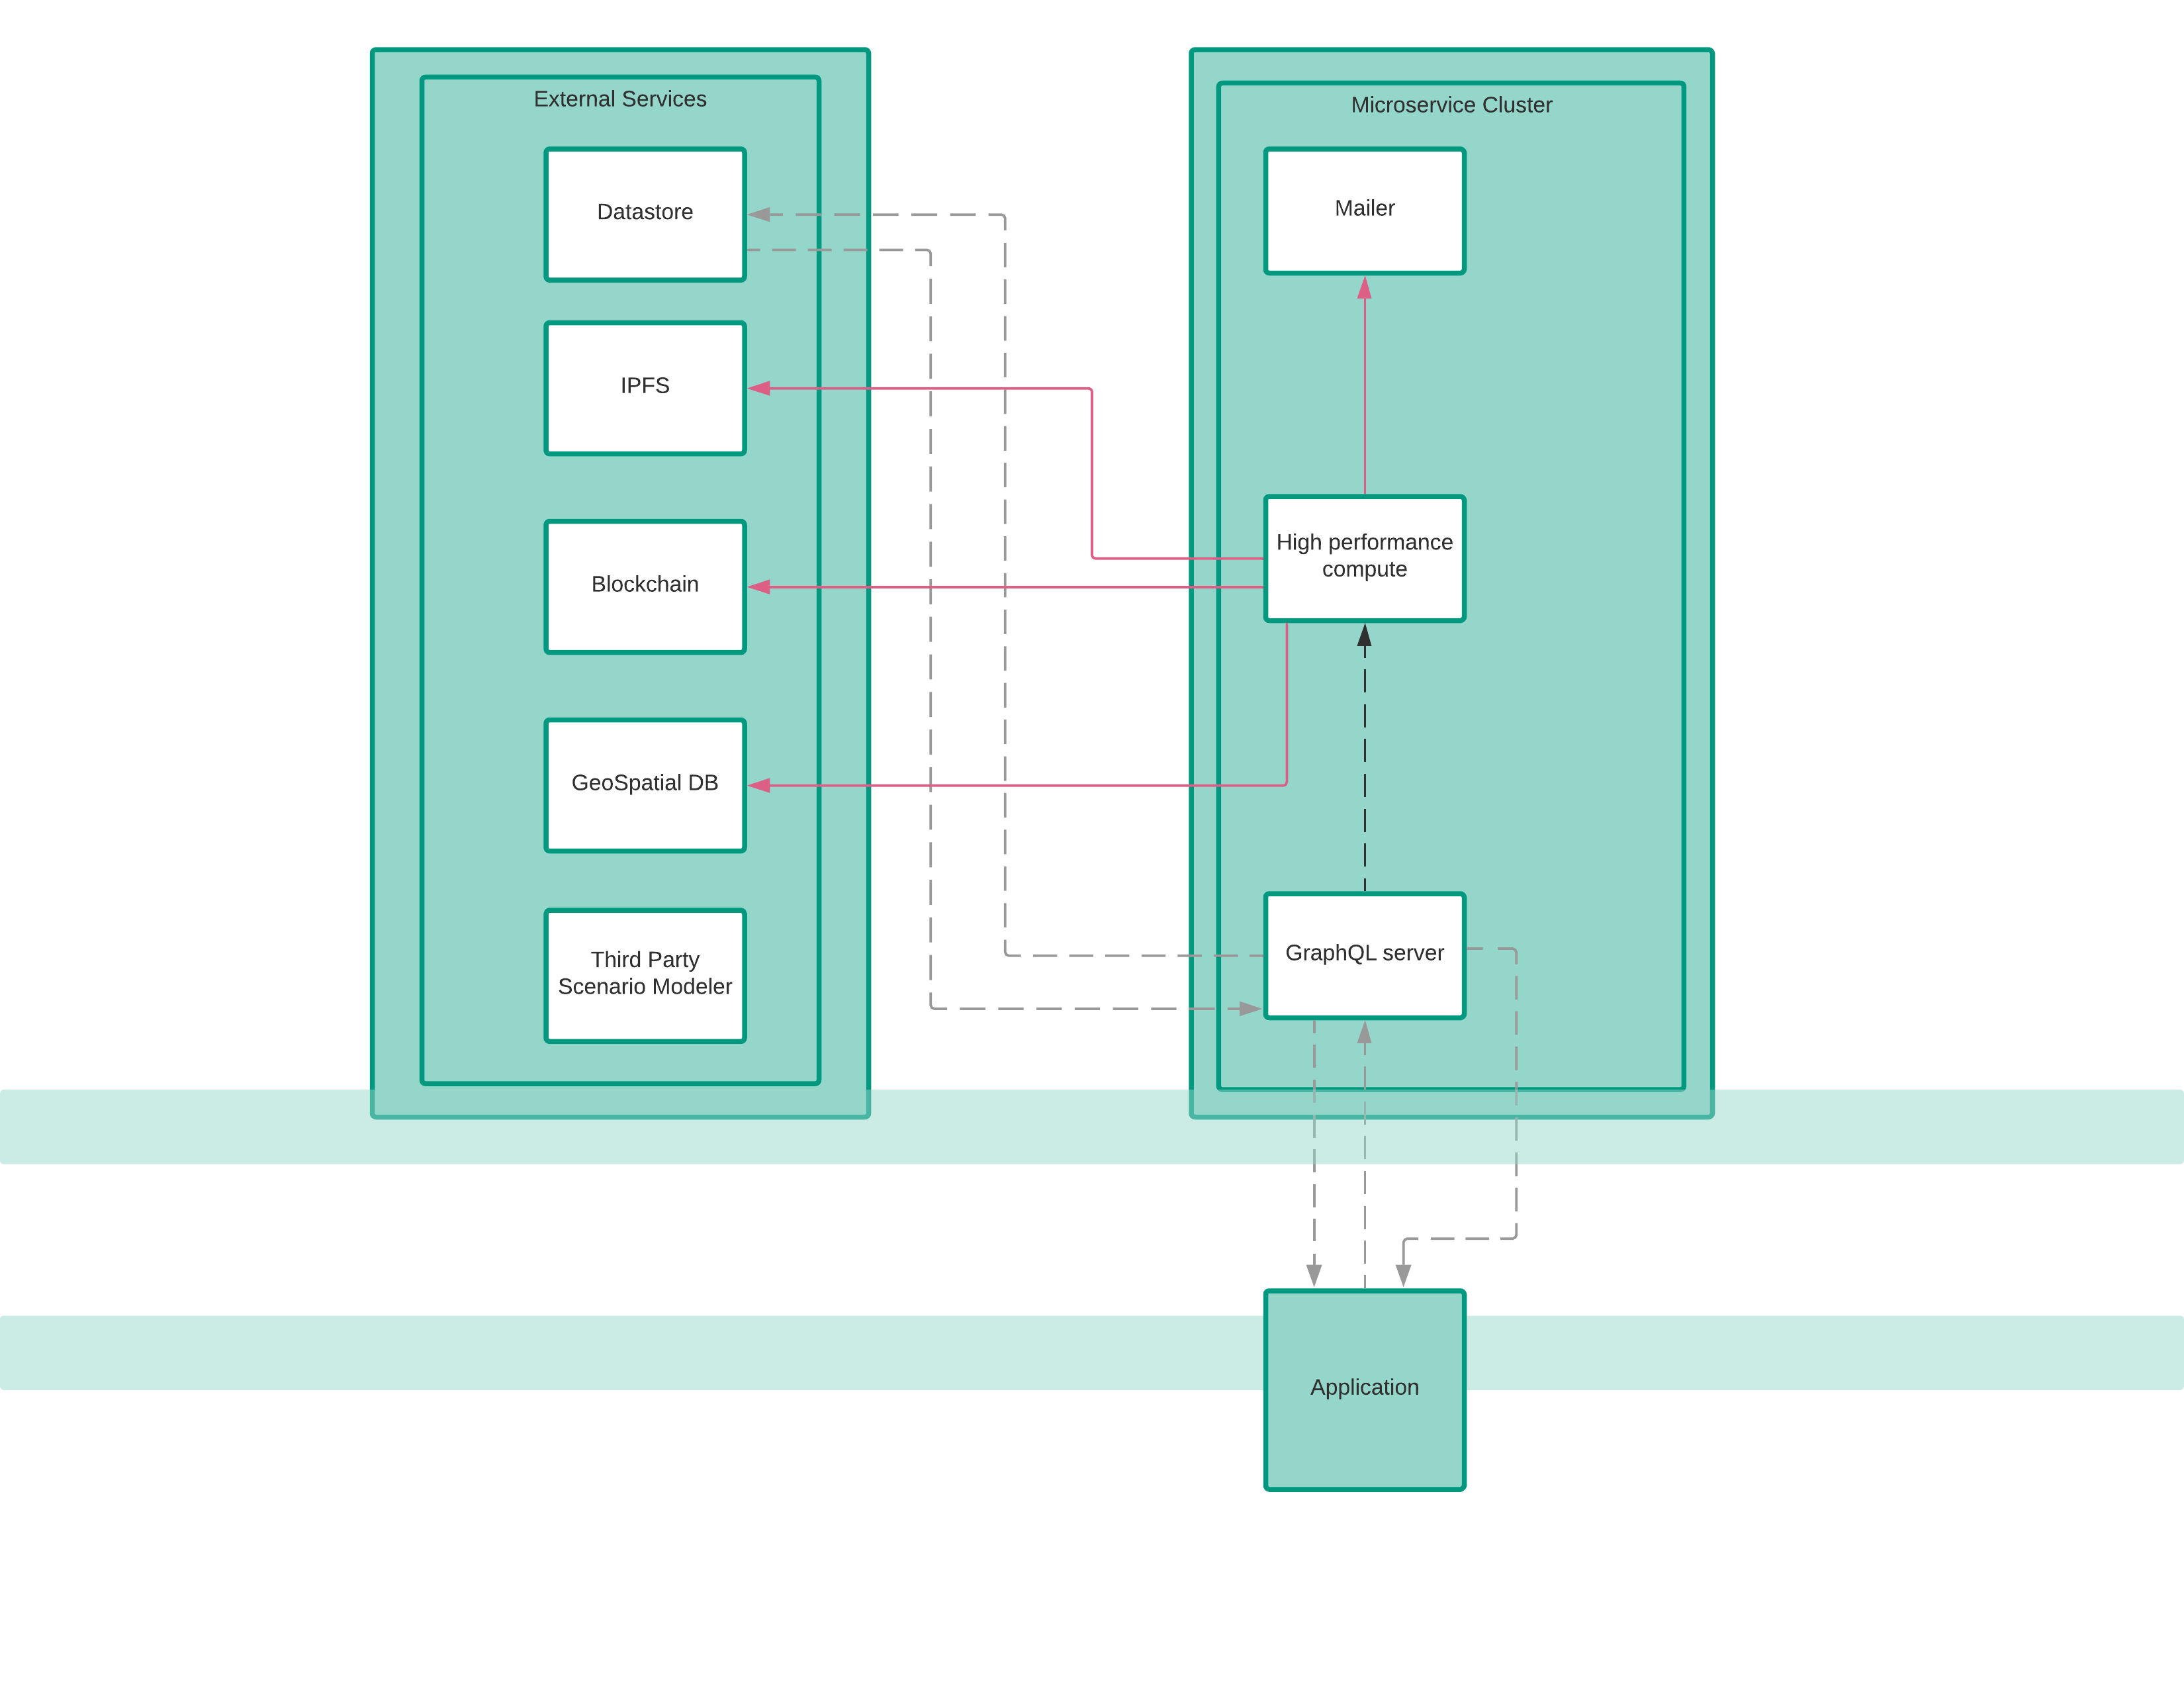 External Services
Datastore
IPFS
Blockchain
GeoSpatial DB
Third Party
Scenario Modeler
Microservice Cluster
Mailer
High performance
compute
GraphQL server
Application